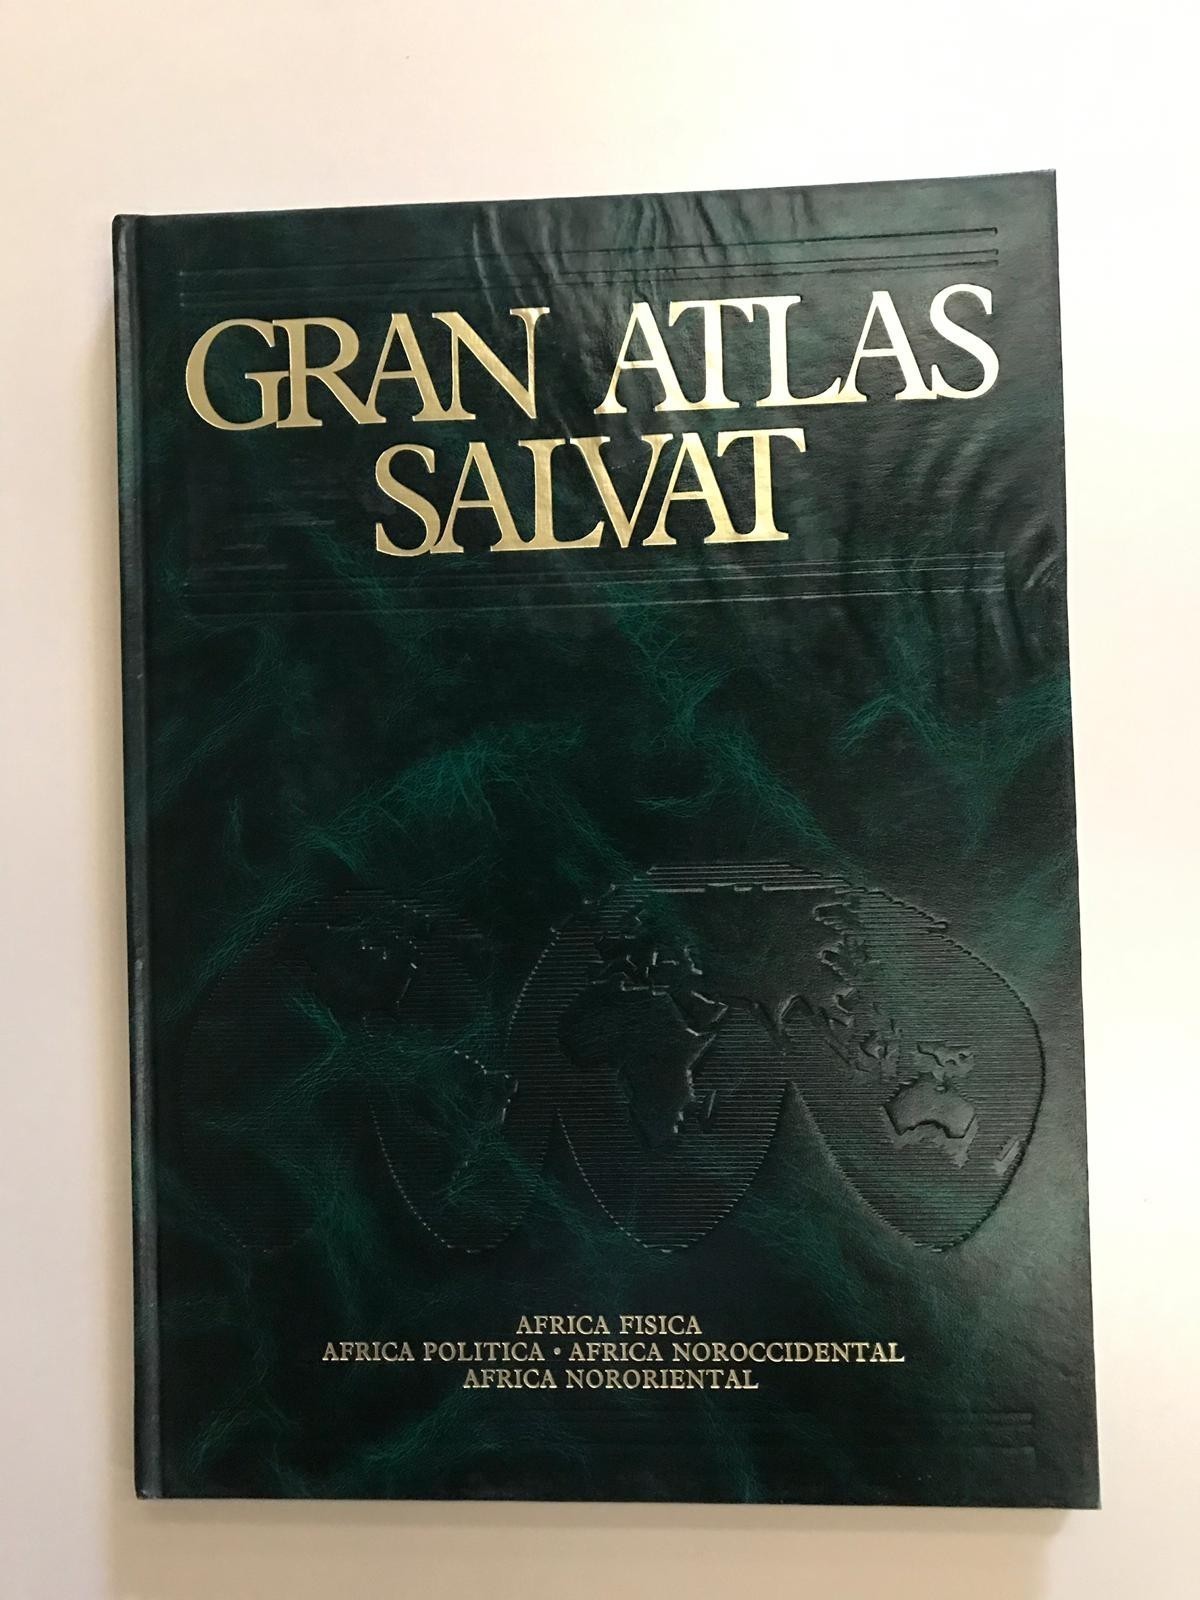 GRAN ATLAS
SALVAT
AFRICA FISICA
AFRICA POLITICA • AFRICA NOROCCIDENTAL
AFRICA NORORIENTAL